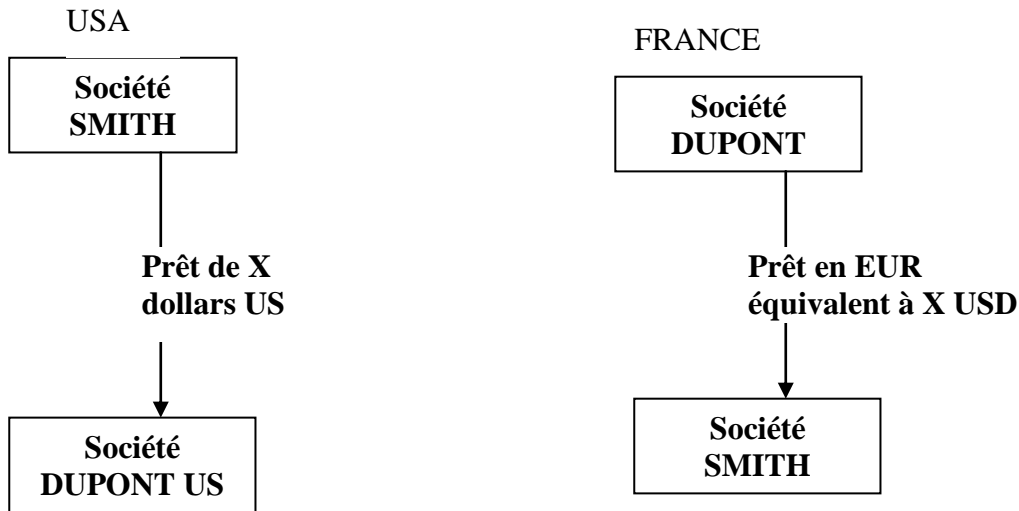 USA
Société
SMITH
Prêt de X
dollars US
Société
DUPONT US
FRANCE
Société
DUPONT
Prêt en EUR
équivalent à X USD
Société
SMITH